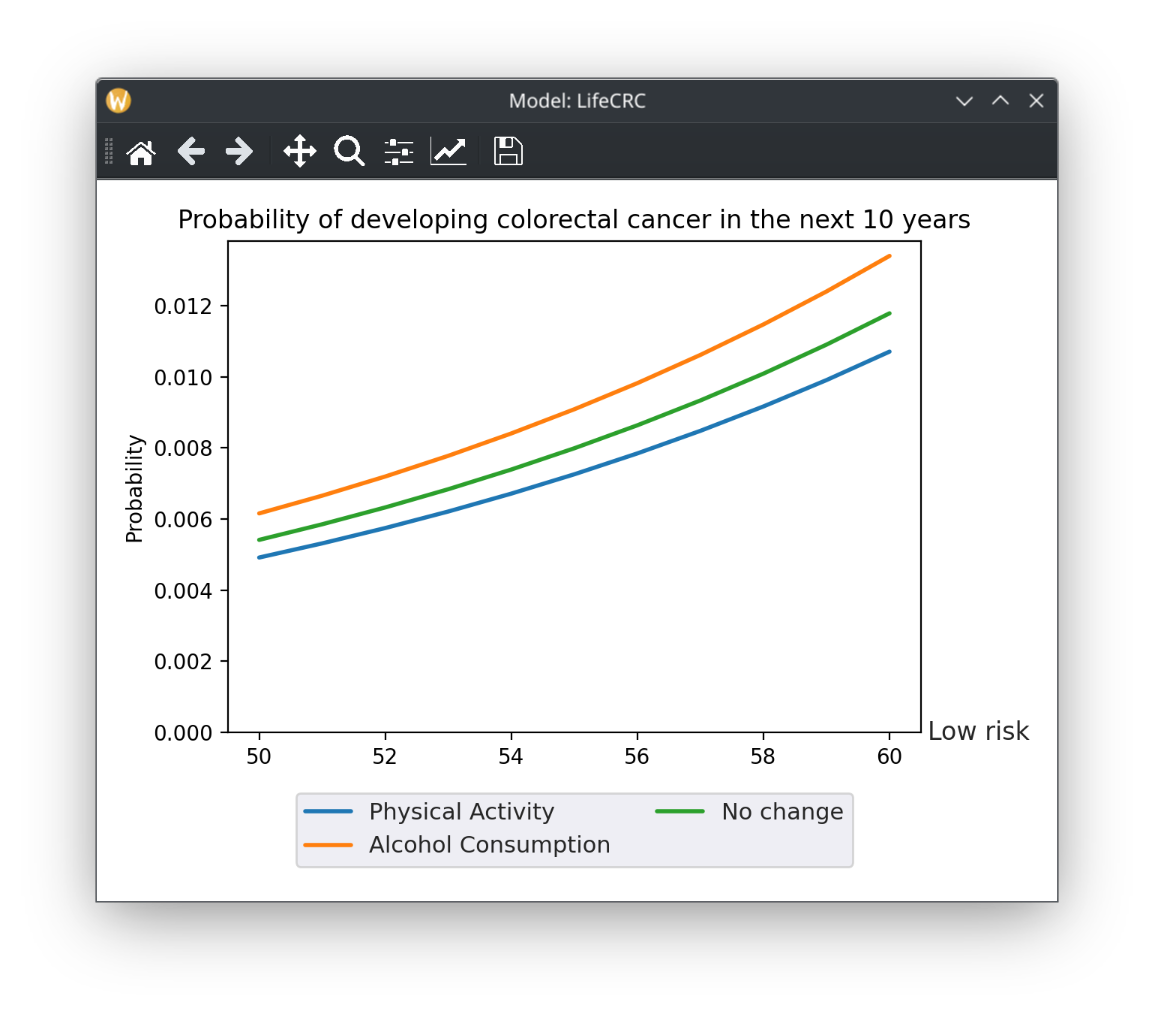 Model: LifeCRC
Probability of developing colorectal cancer in the next 10 years
0.012
0.010
0.008
0.006
0.004
0.002
0.000
Probability
50 52 54 56 58 60
Low risk
Physical Activity No change
Alcohol Consumption